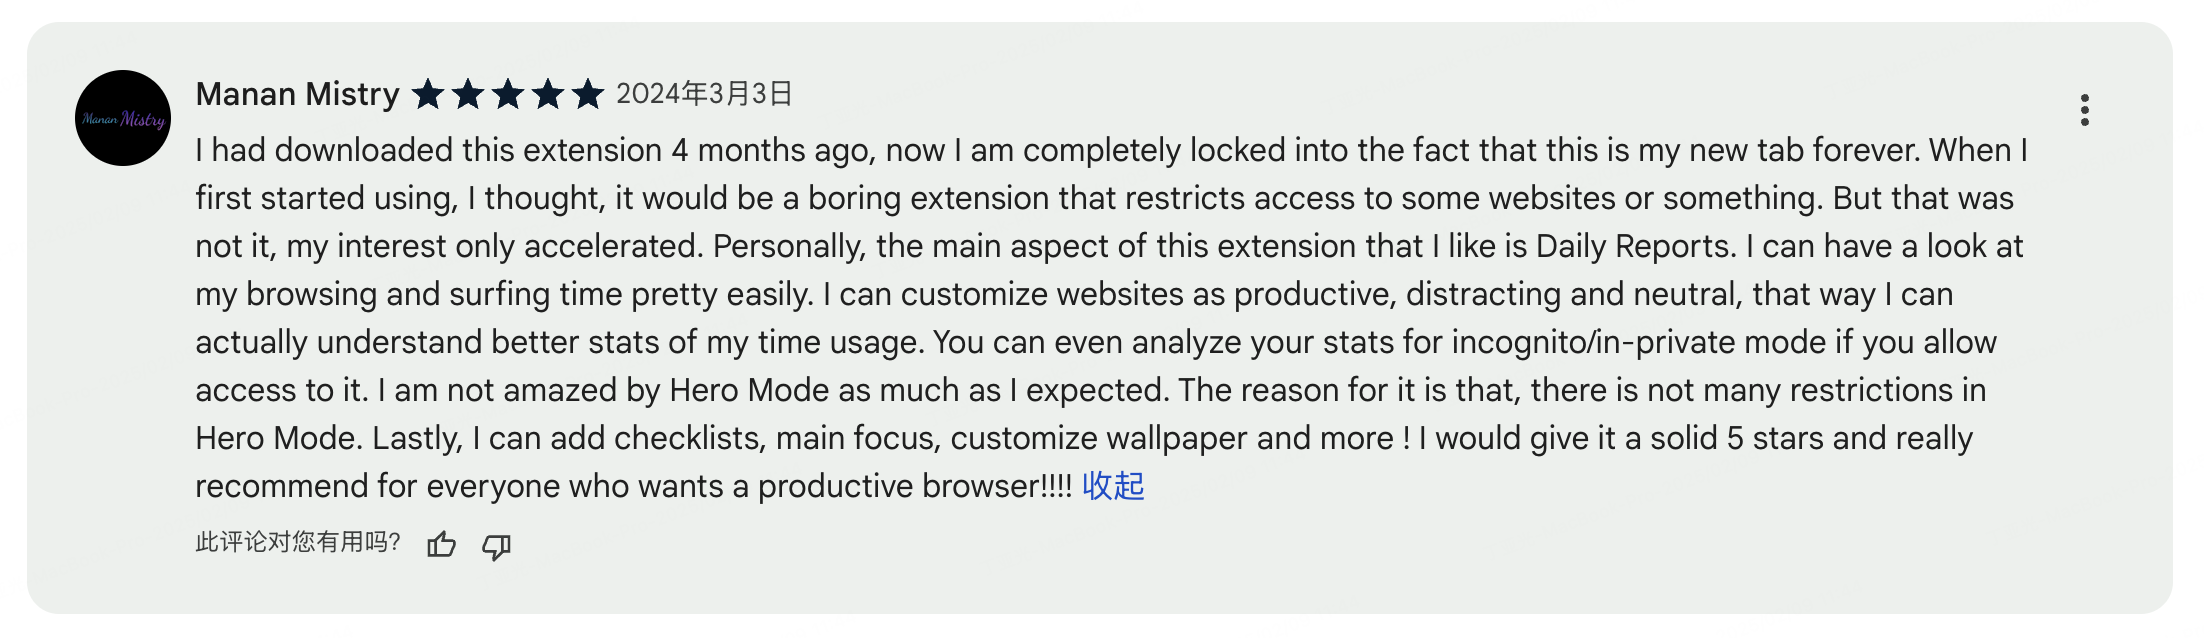 Manan Mistry
Manan Mistry ★★★★★ 2024年3月3日
I had downloaded this extension 4 months ago, now I am completely locked into the fact that this is my new tab forever. When I
first started using, I thought, it would be a boring extension that restricts access to some websites or something. But that was
not it, my interest only accelerated. Personally, the main aspect of this extension that I like is Daily Reports. I can have a look at
my browsing and surfing time pretty easily. I can customize websites as productive, distracting and neutral, that way I can
actually understand better stats of my time usage. You can even analyze your stats for incognito/in-private mode if you allow
access to it. I am not amazed by Hero Mode as much as I expected. The reason for it is that, there is not many restrictions in
Hero Mode. Lastly, I can add checklists, main focus, customize wallpaper and more ! I would give it a solid 5 stars and really
recommend for everyone who wants a productive browser!!!! 收起
此评论对您有用吗？